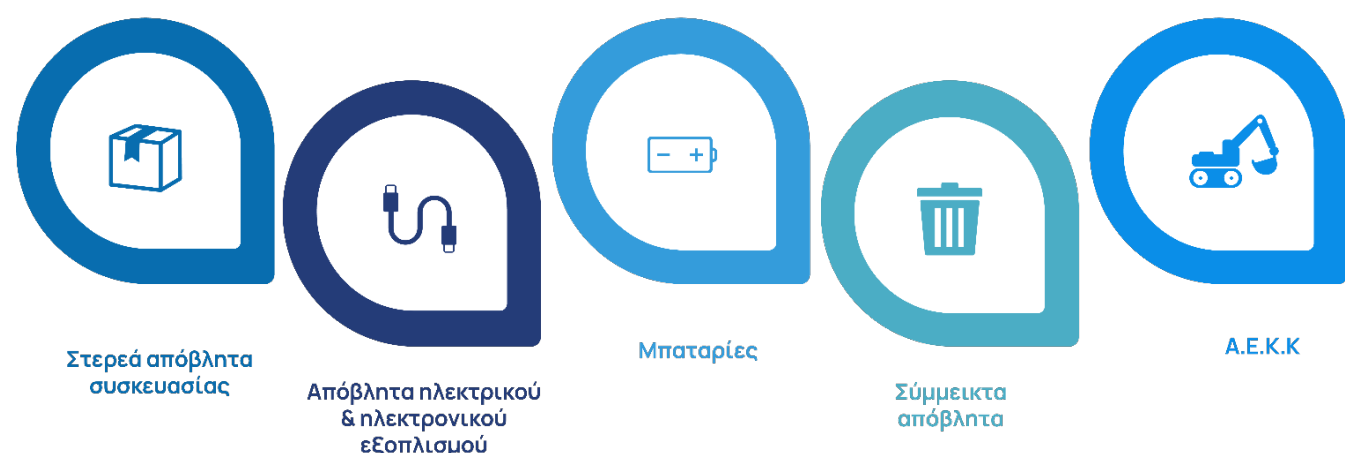 Στερεά απόβλητα
συσκευασίας
Απόβλητα ηλεκτρικού
& ηλεκτρονικού
εξοπλισμού
Μπαταρίες
Σύμμεικτα
απόβλητα
Α.Ε.Κ.Κ